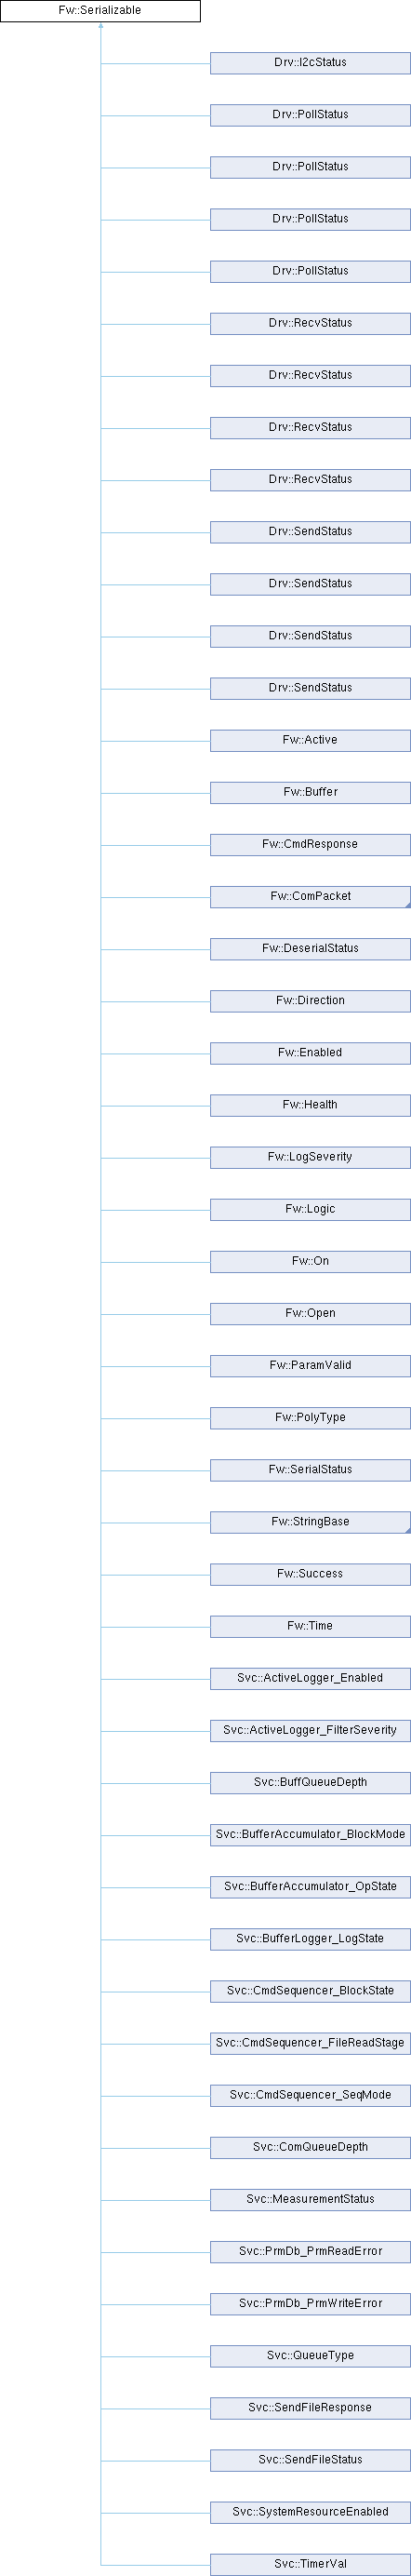 Fw::Serializable
Drv::I2cStatus
Drv::PollStatus
Drv::PollStatus
Drv::PollStatus
Drv::PollStatus
Drv::RecvStatus
Drv::RecvStatus
Drv::RecvStatus
Drv::RecvStatus
Drv::SendStatus
Drv::SendStatus
Drv::SendStatus
Drv::SendStatus
Fw::Active
Fw::Buffer
Fw::CmdResponse
Fw::ComPacket
Fw::DeserialStatus
Fw::Direction
Fw::Enabled
Fw::Health
Fw::LogSeverity
Fw::Logic
Fw::On
Fw::Open
Fw::ParamValid
Fw::PolyType
Fw::SerialStatus
Fw::StringBase
Fw::Success
Fw::Time
Svc::ActiveLogger_Enabled
Svc::ActiveLogger_FilterSeverity
Svc::BuffQueueDepth
Svc::BufferAccumulator_BlockMode
Svc::BufferAccumulator_OpState
Svc::BufferLogger_LogState
Svc::CmdSequencer_BlockState
Svc::CmdSequencer_FileReadStage
Svc::CmdSequencer_SeqMode
Svc::ComQueueDepth
Svc::MeasurementStatus
Svc::PrmDb_PrmReadError
Svc::PrmDb_PrmWriteError
Svc::QueueType
Svc::SendFileResponse
Svc::SendFileStatus
Svc::SystemResourceEnabled
Svc::TimerVal